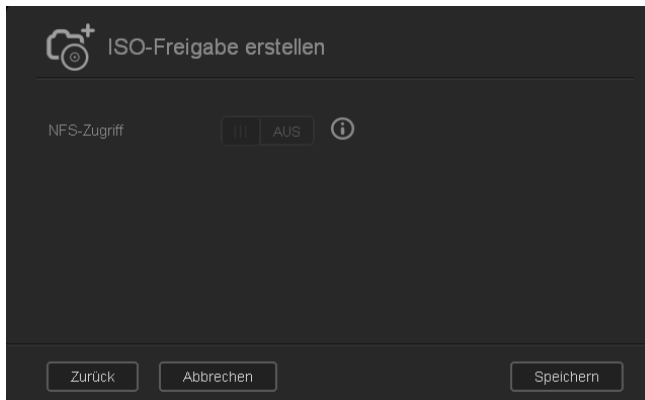 ISO-Freigabe erstellen
NFS-Zugriff AUS
Zurück Abbrechen Speichern